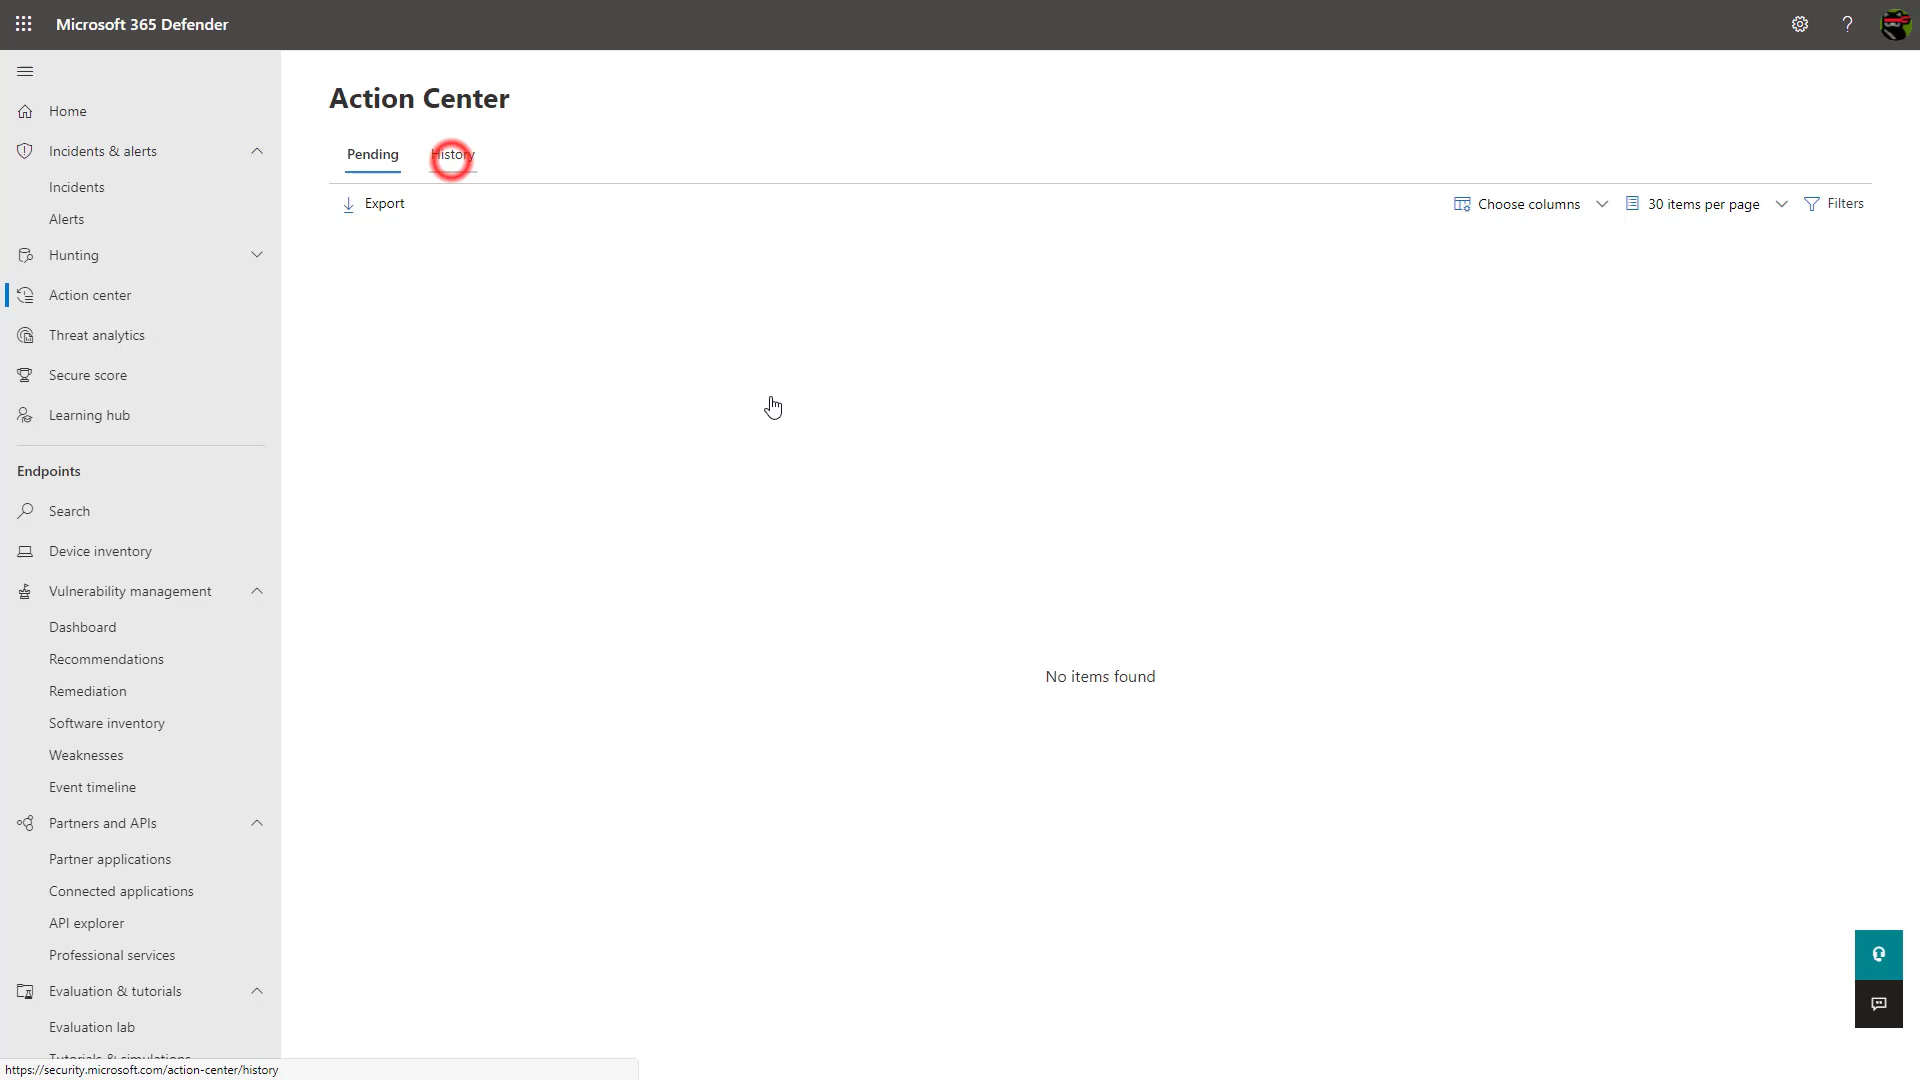 Microsoft 365 Defender
Home
Incidents & alerts
Incidents
Alerts
Hunting
Action center
Threat analytics
Secure score
Learning hub
Endpoints
Search
Device inventory
Vulnerability management
Dashboard
Recommendations
Remediation
Software inventory
Weaknesses
Event timeline
Partners and APIs
Partner applications
Connected applications
API explorer
Professional services
Evaluation & tutorials
Evaluation lab
Tutorials & simulations
https://security.microsoft.com/action-center/history
Action Center
Pending History
Export Choose columns 30 items per page Filters
No items found